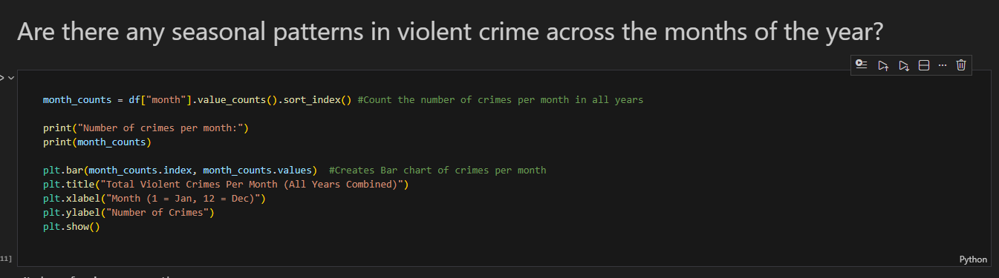 Are there any seasonal patterns in violent crime across the months of the year?
month_counts = df["month"].value_counts().sort_index() #Count the number of crimes per month in all years
print("Number of crimes per month:")
print(month_counts)
plt.bar(month_counts.index, month_counts.values)  #Creates Bar chart of crimes per month
plt.title("Total Violent Crimes Per Month (All Years Combined)")
plt.xlabel("Month (1 = Jan, 12 = Dec)")
plt.ylabel("Number of Crimes")
plt.show()
11]
Python